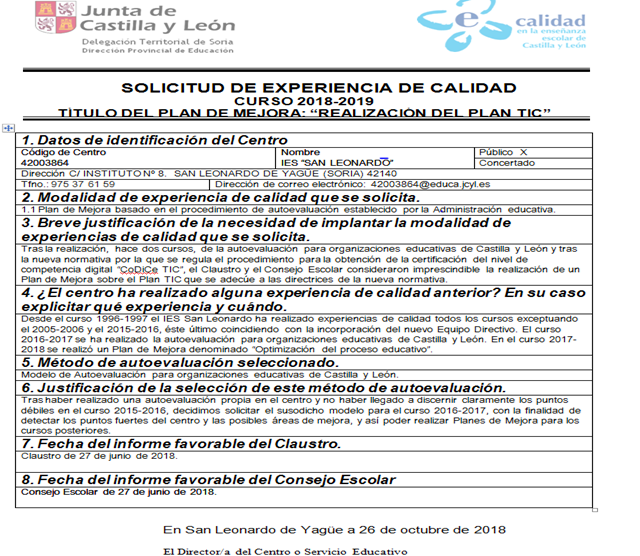 Junta de
Castilla y León
Delegación Territorial de Soria
Dirección Provincial de Educación
e
calidad
en la enseñanza
escolar de
Castilla y León
SOLICITUD DE EXPERIENCIA DE CALIDAD
CURSO 2018-2019
TÍTULO DEL PLAN DE MEJORA: “REALIZACIÓN DEL PLAN TIC”
1. Datos de identificación del Centro
Código de Centro Nombre Público X
42003864 IES “SAN LEONARDO” Concertado
Dirección C/ INSTITUTO Nº 8. SAN LEONARDO DE YAGÜE (SORIA) 42140
Tfno.: 975 37 61 59 Dirección de correo electrónico: 42003864@educa.jcyl.es
2. Modalidad de experiencia de calidad que se solicita.
1.1 Plan de Mejora basado en el procedimiento de autoevaluación establecido por la Administración educativa.
3. Breve justificación de la necesidad de implantar la modalidad de
experiencias de calidad que se solicita.
Tras la realización, hace dos cursos, de la autoevaluación para organizaciones educativas de Castilla y León y tras
la nueva normativa por la que se regula el procedimiento para la obtención de la certificación del nivel de
competencia digital “CoDiCe TIC”, el Claustro y el Consejo Escolar consideraron imprescindible la realización de un
Plan de Mejora sobre el Plan TIC que se adecúe a las directrices de la nueva normativa.
4. ¿El centro ha realizado alguna experiencia de calidad anterior? En su caso
explicitar qué experiencia y cuándo.
Desde el curso 1996-1997 el IES San Leonardo ha realizado experiencias de calidad todos los cursos exceptuando
el 2005-2006 y el 2015-2016, éste último coincidiendo con la incorporación del nuevo Equipo Directivo. El curso
2016-2017 se ha realizado la autoevaluación para organizaciones educativas de Castilla y León. En el curso 2017-
2018 se realizó un Plan de Mejora denominado “Optimización del proceso educativo”.
5. Método de autoevaluación seleccionado.
Modelo de Autoevaluación para organizaciones educativas de Castilla y León.
6. Justificación de la selección de este método de autoevaluación.
Tras haber realizado una autoevaluación propia en el centro y no haber llegado a discernir claramente los puntos
débiles en el curso 2015-2016, decidimos solicitar el susodicho modelo para el curso 2016-2017, con la finalidad de
detectar los puntos fuertes del centro y las posibles áreas de mejora, y así poder realizar Planes de Mejora para los
cursos posteriores.
7. Fecha del informe favorable del Claustro.
Claustro de 27 de junio de 2018.
8. Fecha del informe favorable del Consejo Escolar
Consejo Escolar de 27 de junio de 2018.
En San Leonardo de Yagüe a 26 de octubre de 2018
El Director/a del Centro o Servicio Educativo